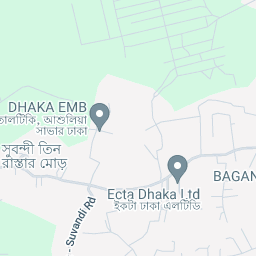 DHAKA EMB
তালটিকি, আশুলিয়া
সাভার ঢাকা
সুবন্দী তিন
রাস্তার মোড়
Ecta Dhaka Ltd
ইকটা ঢাকা এলটিডি
BAGAN
- Suvandi Rd